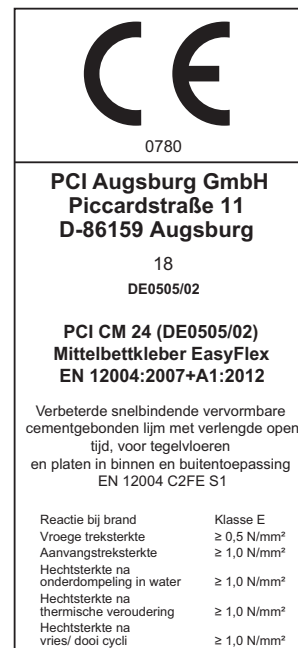 CE
0780
PCI Augsburg GmbH
Piccardstraße 11
D-86159 Augsburg
18
DE0505/02
PCI CM 24 (DE0505/02)
Mittelbettkleber EasyFlex
EN 12004:2007+A1:2012
Verbeterde snelbindende vervormbare
cementgebonden lijm met verlengde open
tijd, voor tegelvloeren
en platen in binnen en buitentoepassing
EN 12004 C2FE S1
Reactie bij brand Klasse E
Vroege treksterkte ≥ 0,5 N/mm²
Aanvangstreksterkte ≥ 1,0 N/mm²
Hechtsterkte na
onderdompeling in water ≥ 1,0 N/mm²
Hechtsterkte na
thermische veroudering ≥ 1,0 N/mm²
Hechtsterkte na
vries/ dooi cycli ≥ 1,0 N/mm²